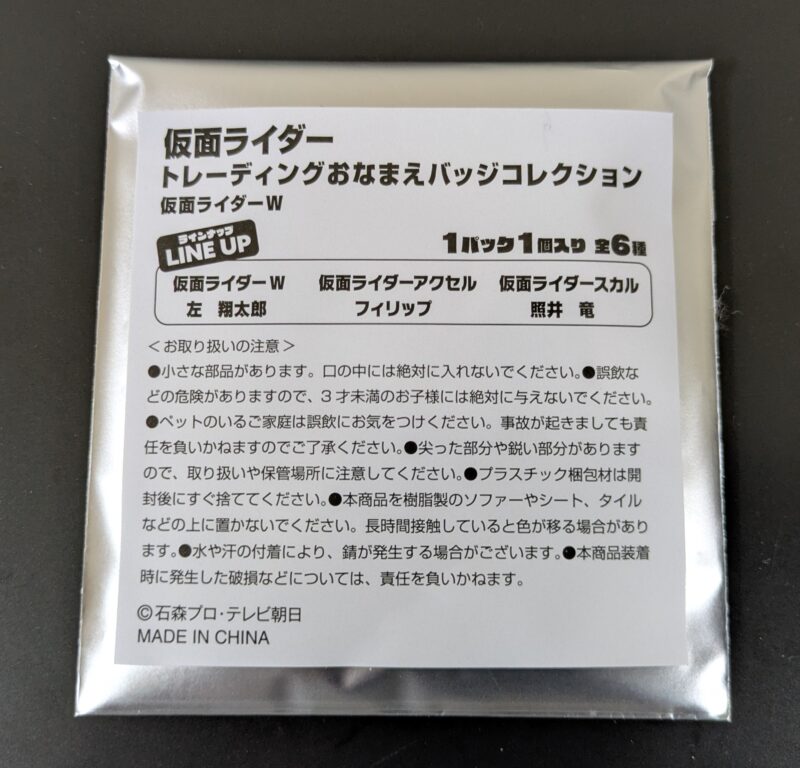 仮面ライダー
トレーディングおなまえバッジコレクション
仮面ライダーW
ラインナップ
LINE UP
1パック1個入り 全6種
仮面ライダーW 仮面ライダーアクセル 仮面ライダースカル
左 翔太郎 フィリップ 照井 竜
＜お取り扱いの注意＞
●小さな部品があります。口の中には絶対に入れないでください。●誤飲な
どの危険がありますので、3才未満のお子様には絶対に与えないでください。
●ペットのいるご家庭は誤飲にお気をつけください。事故が起きましても責
任を負いかねますのでご了承ください。●尖った部分や鋭い部分があります
ので、取り扱いや保管場所に注意してください。●プラスチック梱包材は開
封後にすぐ捨ててください。●本商品を樹脂製のソファーやシート、タイル
などの上に置かないでください。長時間接触していると色が移る場合があり
ます。●水や汗の付着により、錆が発生する場合がございます。●本商品装着
時に発生した破損などについては、責任を負いかねます。
©石森プロ・テレビ朝日
MADE IN CHINA